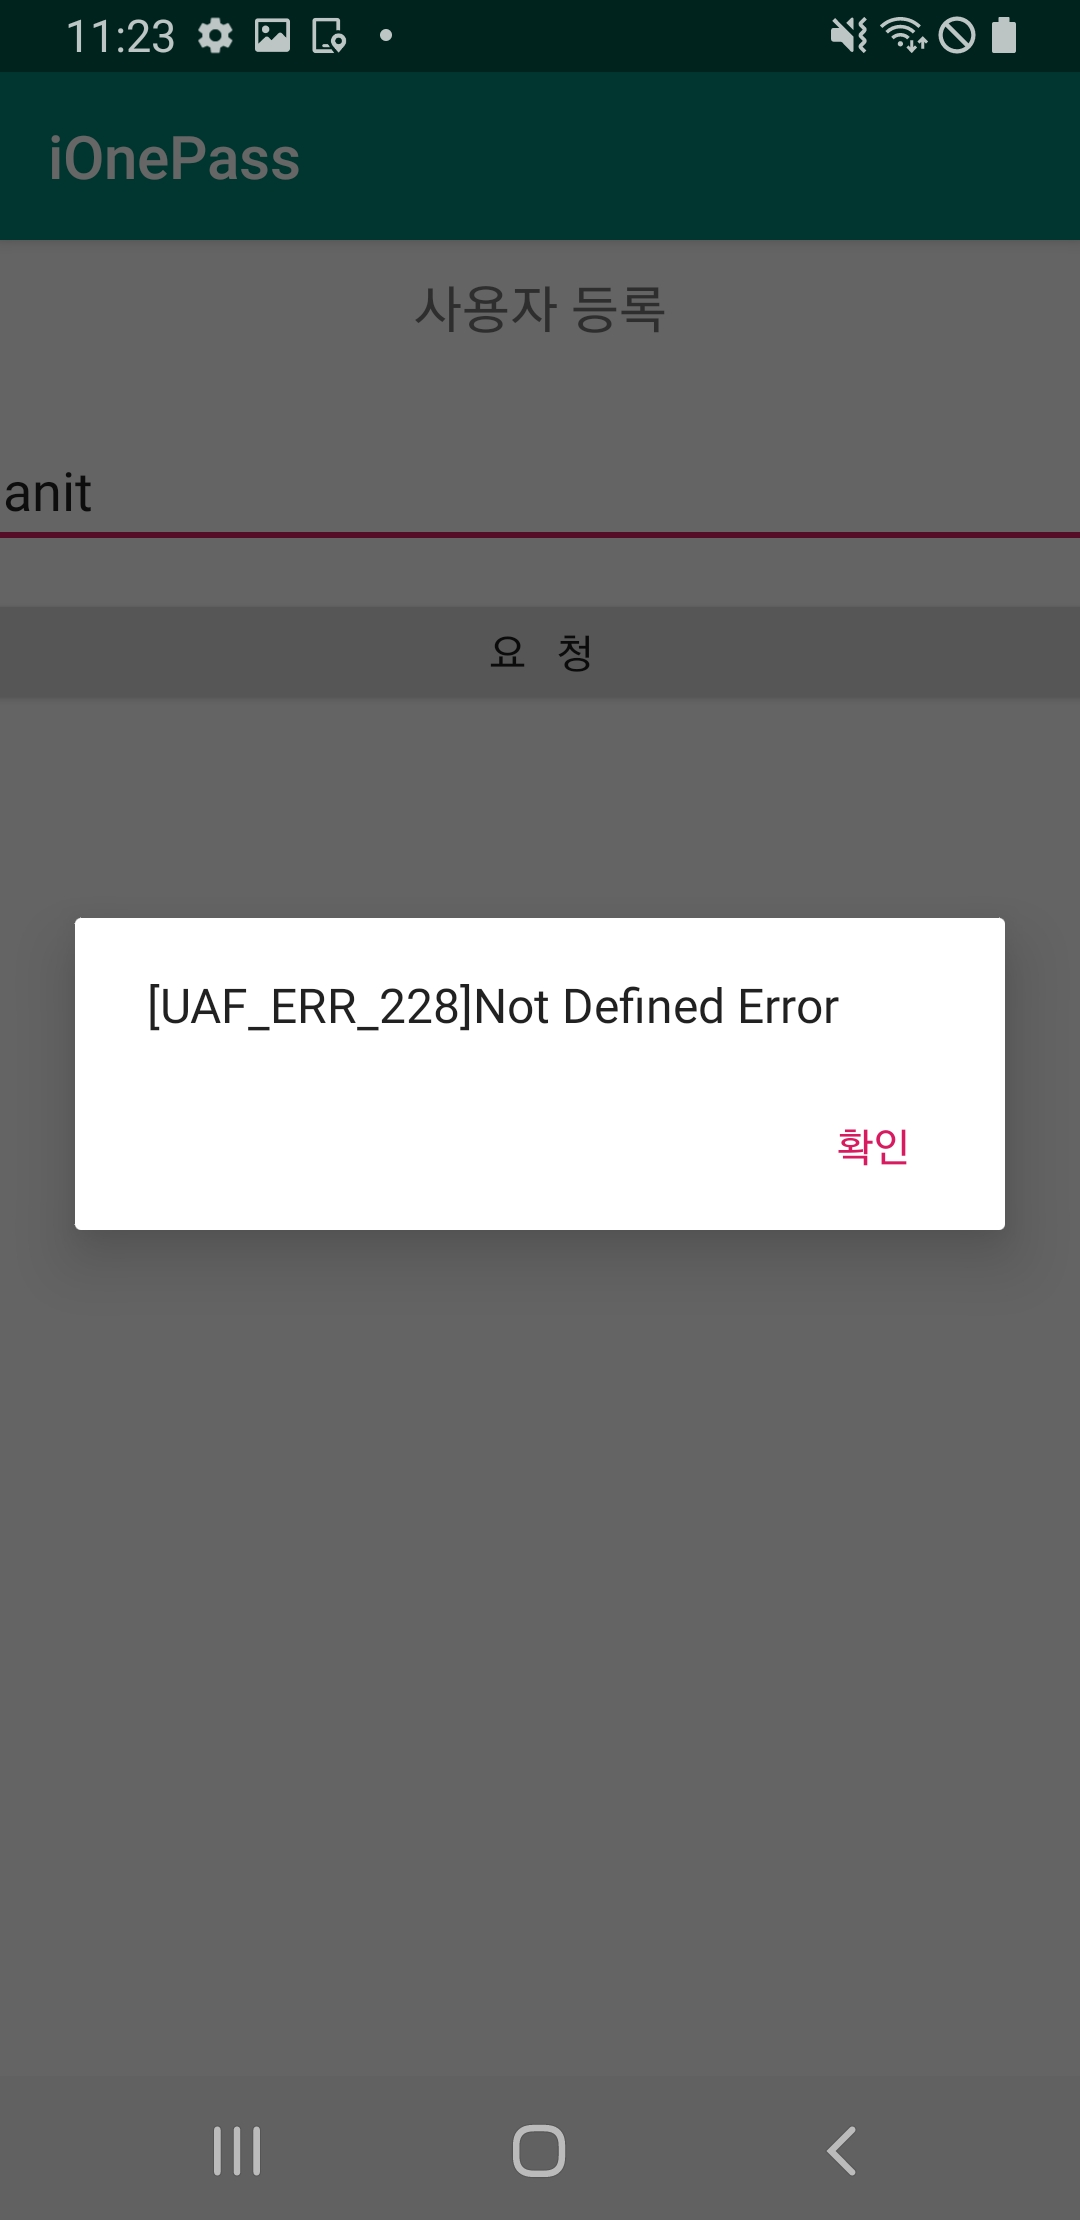 11:23
iOnePass
사용자 등록
anit
요 청
[UAF_ERR_228]Not Defined Error
확인